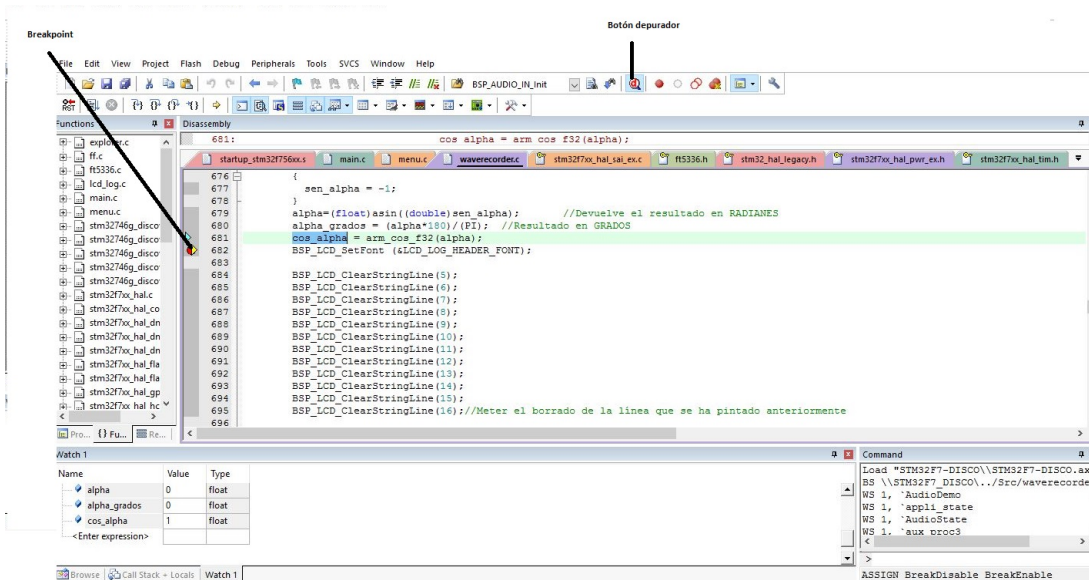 Botón depurador
Breakpoint
File Edit View Project Flash Debug Peripherals Tools SVCS Window Help
BSP_AUDIO_IN_Init
RST
Functions
Disassembly
681: cos alpha = arm cos f32(alpha);
explorer.c
ff.c
ft5336.c
lcd_log.c
main.c
menu.c
stm32746g_disco
stm32746g_disco
stm32746g_disco
stm32746g_disco
stm32746g_disco
stm32f7xx_hal.c
stm32f7xx_hal_co
stm32f7xx_hal_dn
stm32f7xx_hal_dn
stm32f7xx_hal_dn
stm32f7xx_hal_fla
stm32f7xx_hal_fla
stm32f7xx_hal_gp
stm32f7xx hal hc
Pro... {} Fu... Re...
startup_stm32f756xx.s main.c menu.c waverecorder.c stm32f7xx_hal_sai_ex.c ft5336.h stm32_hal_legacy.h stm32f7xx_hal_pwr_ex.h stm32f7xx_hal_tim.h
676 {
677 sen_alpha = -1;
678 }
679 alpha=(float)asin((double)sen_alpha); //Devuelve el resultado en RADIANES
680 alpha_grados = (alpha*180)/(PI); //Resultado en GRADOS
681 cos_alpha = arm_cos_f32(alpha);
682 BSP_LCD_SetFont (&LCD_LOG_HEADER_FONT);
683
684 BSP_LCD_ClearStringLine(5);
685 BSP_LCD_ClearStringLine(6);
686 BSP_LCD_ClearStringLine(7);
687 BSP_LCD_ClearStringLine(8);
688 BSP_LCD_ClearStringLine(9);
689 BSP_LCD_ClearStringLine(10);
690 BSP_LCD_ClearStringLine(11);
691 BSP_LCD_ClearStringLine(12);
692 BSP_LCD_ClearStringLine(13);
693 BSP_LCD_ClearStringLine(14);
694 BSP_LCD_ClearStringLine(15);
695 BSP_LCD_ClearStringLine(16);//Meter el borrado de la línea que se ha pintado anteriormente
696
Watch 1
Name Value Type
alpha 0 float
alpha_grados 0 float
cos_alpha 1 float
<Enter expression>
Browse Call Stack + Locals Watch 1
Command
Load "STM32F7-DISCO\\STM32F7-DISCO.ax
BS \\STM32F7_DISCO\../Src/waverecorde
WS 1, `AudioDemo
WS 1, `appli_state
WS 1, `AudioState
WS 1, `aux proc3
>
ASSIGN BreakDisable BreakEnable